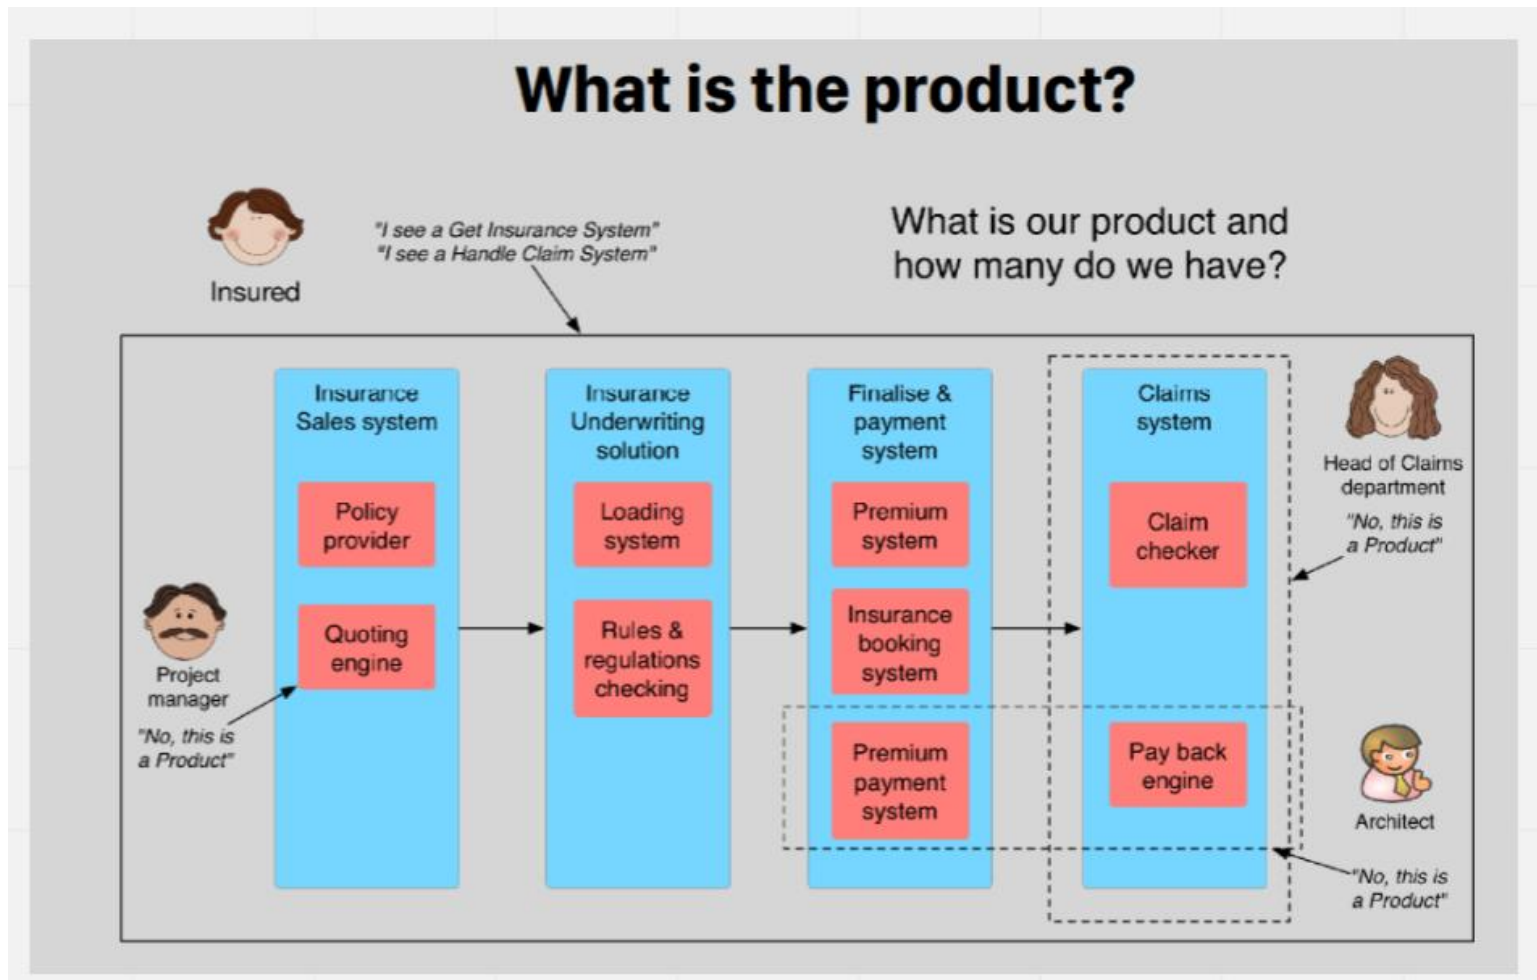 What is the product?
"I see a Get Insurance System"
"I see a Handle Claim System"
What is our product and
how many do we have?
Insured
Insurance
Sales system
Policy
provider
Quoting
engine
Insurance
Underwriting
solution
Loading
system
Rules &
regulations
checking
Finalise &
payment
system
Premium
system
Insurance
booking
system
Premium
payment
system
Claims
system
Claim
checker
Pay back
engine
Head of Claims
department
"No, this is
a Product"
Project
manager
"No, this is
a Product"
Architect
"No, this is
a Product"